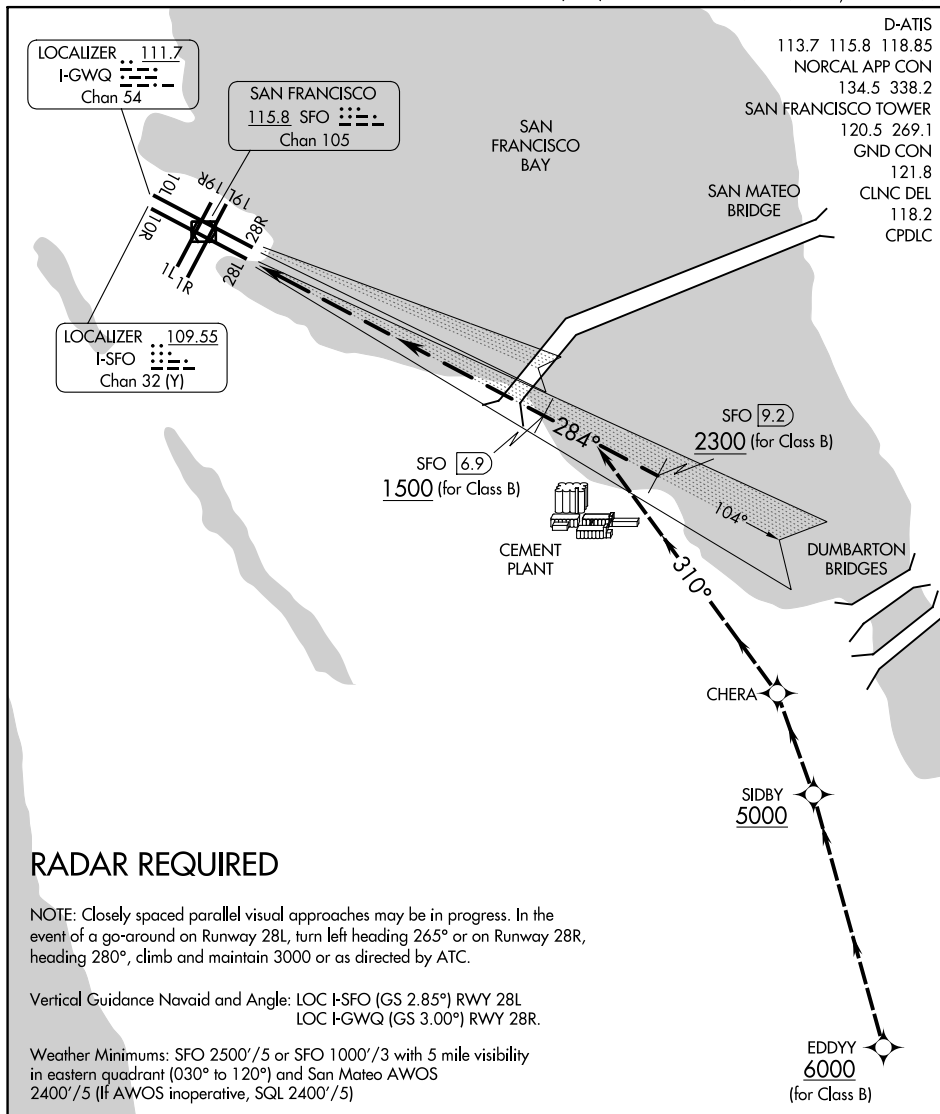 D-ATIS
113.7 115.8 118.85
NORCAL APP CON
134.5 338.2
SAN FRANCISCO TOWER
120.5 269.1
GND CON
121.8
CLNC DEL
118.2
CPDLC
LOCALIZER 111.7
I-GWQ
Chan 54
SAN FRANCISCO
115.8 SFO
Chan 105
SAN
FRANCISCO
BAY
SAN MATEO
BRIDGE
10L
10R
19R
19L
28R
28L
1L
1R
LOCALIZER 109.55
I-SFO
Chan 32 (Y)
SFO 9.2
2300 (for Class B)
284°
SFO 6.9
1500 (for Class B)
104°
CEMENT
PLANT
DUMBARTON
BRIDGES
310°
CHERA
SIDBY
5000
EDDYY
6000
(for Class B)
RADAR REQUIRED
NOTE: Closely spaced parallel visual approaches may be in progress. In the
event of a go-around on Runway 28L, turn left heading 265° or on Runway 28R,
heading 280°, climb and maintain 3000 or as directed by ATC.
Vertical Guidance Navaid and Angle: LOC I-SFO (GS 2.85°) RWY 28L
LOC I-GWQ (GS 3.00°) RWY 28R.
Weather Minimums: SFO 2500'/5 or SFO 1000'/3 with 5 mile visibility
in eastern quadrant (030° to 120°) and San Mateo AWOS
2400'/5 (If AWOS inoperative, SQL 2400'/5)